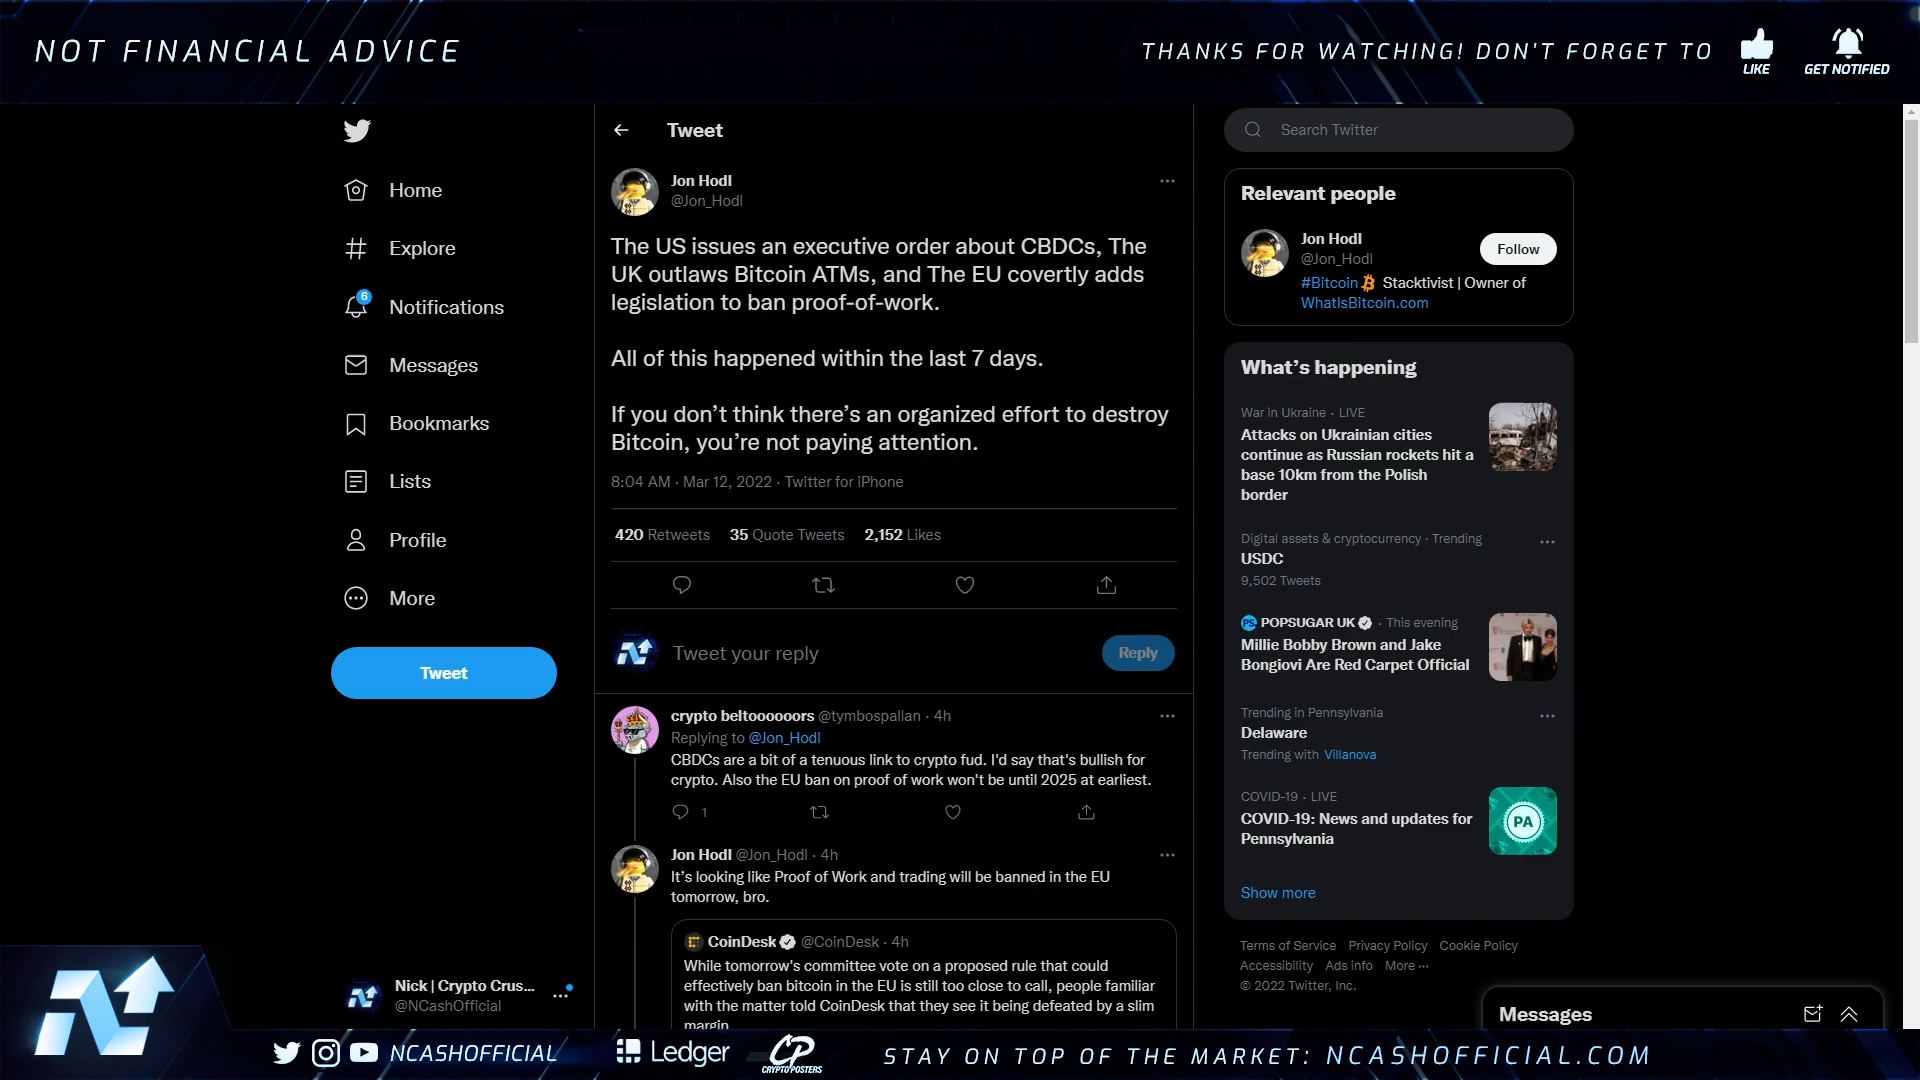 NOT FINANCIAL ADVICE
THANKS FOR WATCHING! DON'T FORGET TO
LIKE
GET NOTIFIED
Home
Explore
6
Notifications
Messages
Bookmarks
Lists
Profile
More
Tweet
Nick | Crypto Crus...
@NCashOfficial
Tweet
Jon Hodl
@Jon_Hodl
The US issues an executive order about CBDCs, The
UK outlaws Bitcoin ATMs, and The EU covertly adds
legislation to ban proof-of-work.
All of this happened within the last 7 days.
If you don’t think there’s an organized effort to destroy
Bitcoin, you’re not paying attention.
8:04 AM · Mar 12, 2022 · Twitter for iPhone
420 Retweets 35 Quote Tweets 2,152 Likes
Tweet your reply
Reply
crypto beltoooooors @tymbospallan · 4h
Replying to @Jon_Hodl
CBDCs are a bit of a tenuous link to crypto fud. I'd say that's bullish for
crypto. Also the EU ban on proof of work won't be until 2025 at earliest.
1
Jon Hodl @Jon_Hodl · 4h
It’s looking like Proof of Work and trading will be banned in the EU
tomorrow, bro.
CoinDesk @CoinDesk · 4h
While tomorrow's committee vote on a proposed rule that could
effectively ban bitcoin in the EU is still too close to call, people familiar
with the matter told CoinDesk that they see it being defeated by a slim
margin
Search Twitter
Relevant people
Jon Hodl
@Jon_Hodl
Follow
#Bitcoin Stacktivist | Owner of
WhatIsBitcoin.com
What’s happening
War in Ukraine · LIVE
Attacks on Ukrainian cities
continue as Russian rockets hit a
base 10km from the Polish
border
Digital assets & cryptocurrency · Trending
USDC
9,502 Tweets
PS POPSUGAR UK · This evening
Millie Bobby Brown and Jake
Bongiovi Are Red Carpet Official
Trending in Pennsylvania
Delaware
Trending with Villanova
COVID-19 · LIVE
COVID-19: News and updates for
Pennsylvania
PA
Show more
Terms of Service Privacy Policy Cookie Policy
Accessibility Ads info More ...
© 2022 Twitter, Inc.
Messages
NCASHOFFICIAL
Ledger
CP
CRYPTOPOSTERS
STAY ON TOP OF THE MARKET: NCASHOFFICIAL.COM